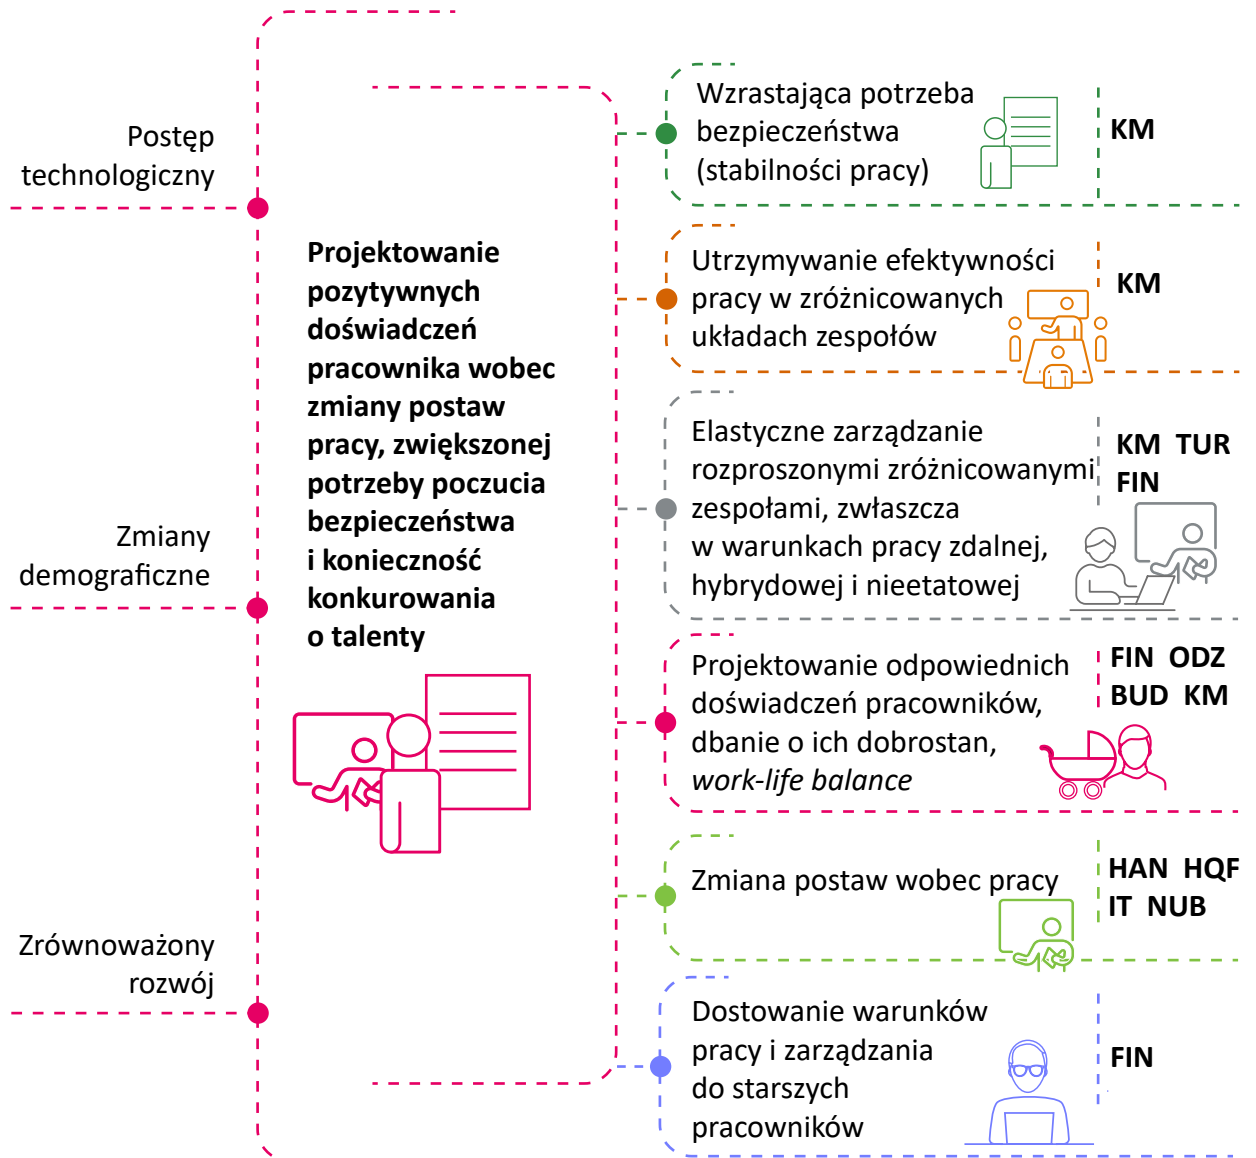 Postęp
technologiczny
Zmiany
demograficzne
Zrównoważony
rozwój
Projektowanie
pozytywnych
doświadczeń
pracownika wobec
zmiany postaw
pracy, zwiększonej
potrzeby poczucia
bezpieczeństwa
i konieczność
konkurowania
o talenty
Wzrastająca potrzeba
bezpieczeństwa
(stabilności pracy)
KM
Utrzymywanie efektywności
pracy w zróżnicowanych
układach zespołów
KM
Elastyczne zarządzanie
rozproszonymi zróżnicowanymi
zespołami, zwłaszcza
w warunkach pracy zdalnej,
hybrydowej i nieetatowej
KM TUR
FIN
Projektowanie odpowiednich
doświadczeń pracowników,
dbanie o ich dobrostan,
work-life balance
FIN ODZ
BUD KM
Zmiana postaw wobec pracy
HAN HQF
IT NUB
Dostowanie warunków
pracy i zarządzania
do starszych
pracowników
FIN